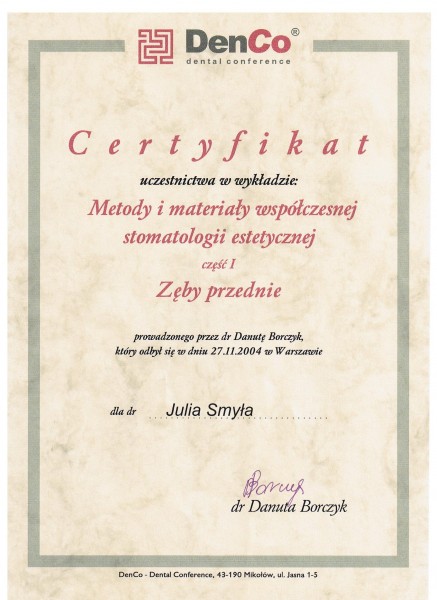 DenCo®
dental conference
Certyfikat
uczestnictwa w wykładzie:
Metody i materiały współczesnej
stomatologii estetycznej
część I
Zęby przednie
prowadzonego przez dr Danutę Borczyk,
który odbył się w dniu 27.11.2004 w Warszawie
dla dr Julia Smyła
Borczyk
dr Danuta Borczyk
DenCo - Dental Conference, 43-190 Mikołów, ul. Jasna 1-5